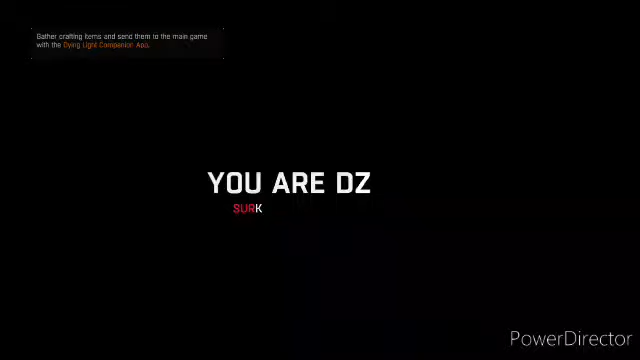 Gather crafting items and send them to the main game
with the Dying Light Companion App.
YOU ARE DZ
SURK
PowerDirector